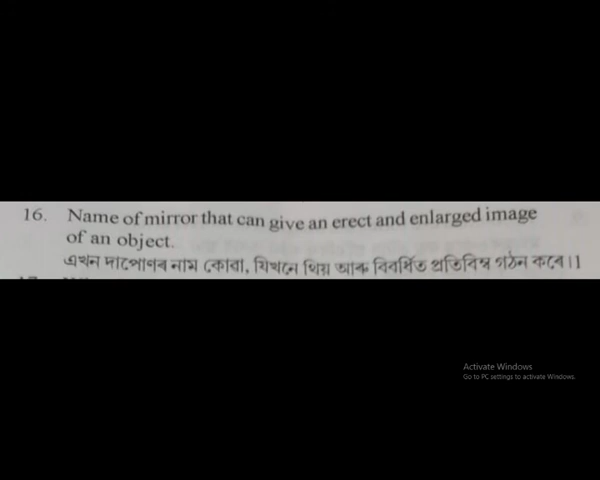 16. Name of mirror that can give an erect and enlarged image
of an object.
এখন দাপোণৰ নাম কোৱা, যিখনে থিয় আৰু বিবৰ্ধিত প্ৰতিবিম্ব গঠন কৰে। 1
Activate Windows
Go to PC settings to activate Windows.